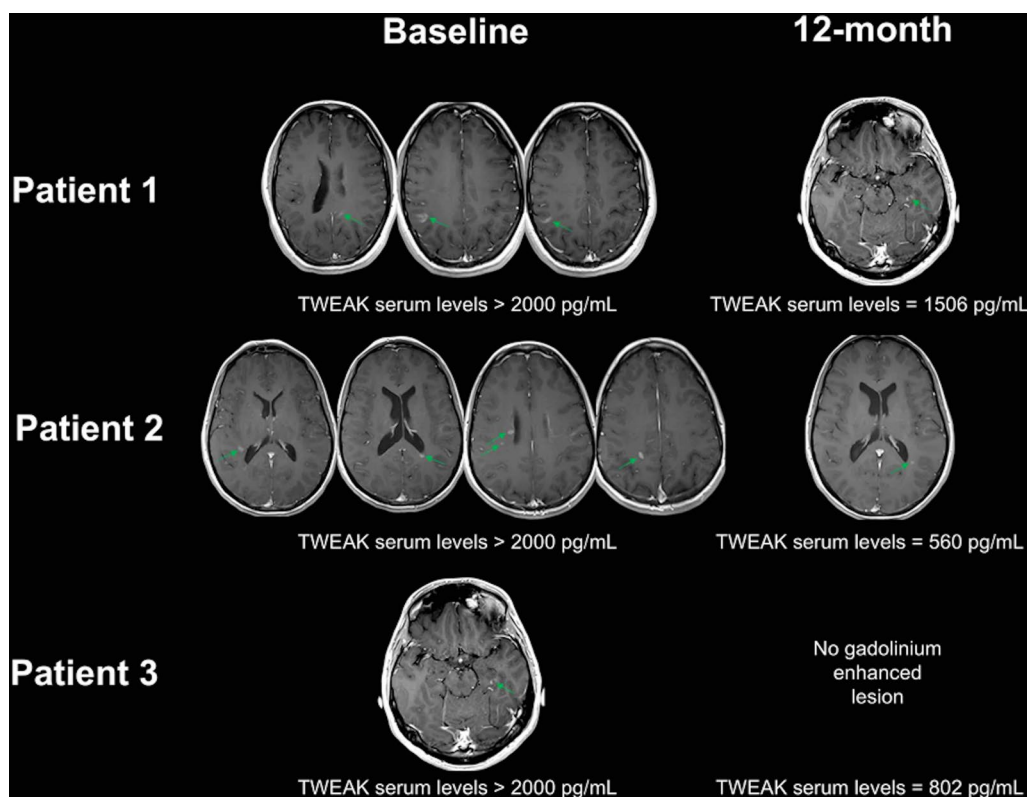 Baseline
12-month
Patient 1
TWEAK serum levels > 2000 pg/mL
TWEAK serum levels = 1506 pg/mL
Patient 2
TWEAK serum levels > 2000 pg/mL
TWEAK serum levels = 560 pg/mL
Patient 3
No gadolinium
enhanced
lesion
TWEAK serum levels > 2000 pg/mL
TWEAK serum levels = 802 pg/mL